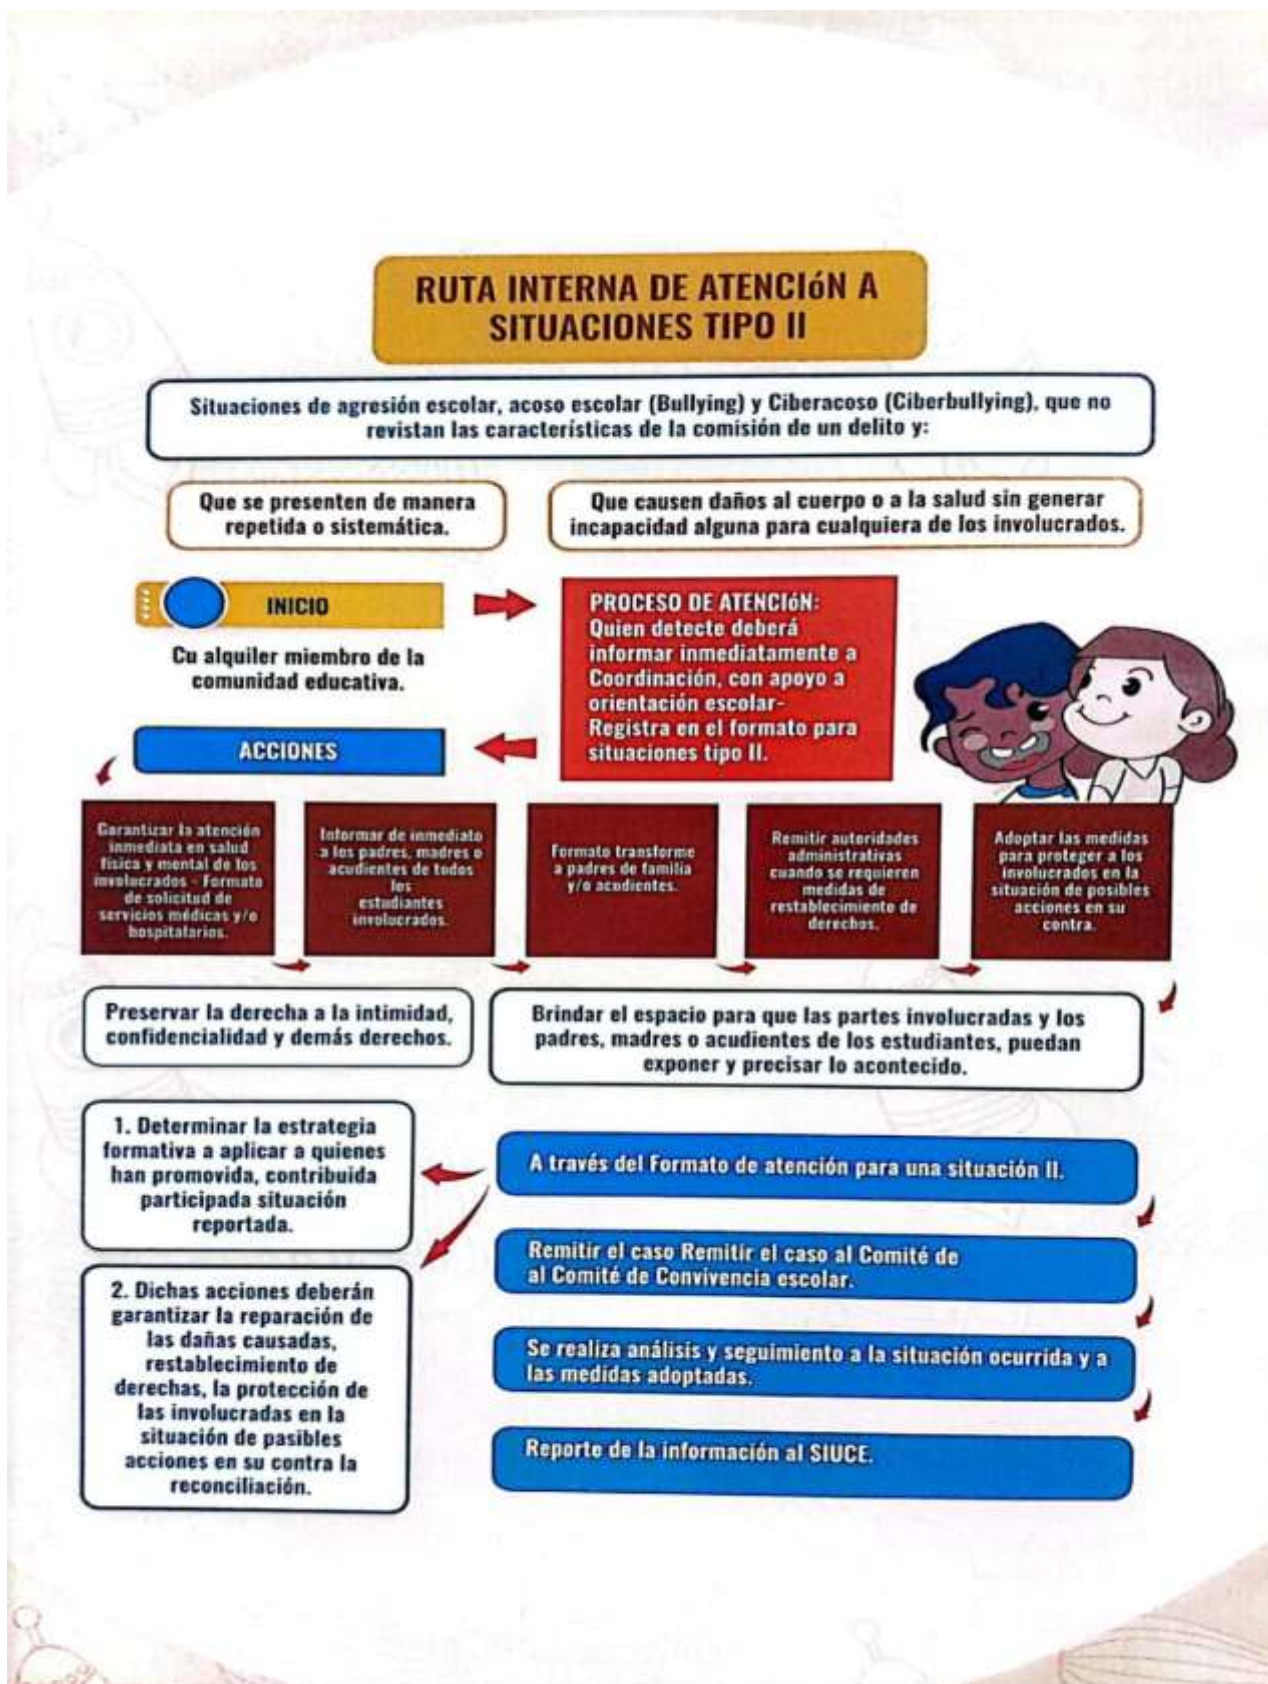 RUTA INTERNA DE ATENCIóN A
SITUACIONES TIPO II
Situaciones de agresión escolar, acoso escolar (Bullying) y Ciberacoso (Ciberbullying), que no
revistan las características de la comisión de un delito y:
Que se presenten de manera
repetida o sistemática.
Que causen daños al cuerpo o a la salud sin generar
incapacidad alguna para cualquiera de los involucrados.
INICIO
Cu alquiler miembro de la
comunidad educativa.
PROCESO DE ATENCIóN:
Quien detecte deberá
informar inmediatamente a
Coordinación, con apoyo a
orientación escolar-
Registra en el formato para
situaciones tipo II.
ACCIONES
Garantizar la atención
inmediata en salud
física y mental de los
involucrados - Formato
de solicitud de
servicios médicas y/o
hospitalarios.
Informar de inmediato
a los padres, madres o
acudientes de todos
los
estudiantes
involucrados.
Formato transforme
a padres de familia
y/o acudientes.
Remitir autoridades
administrativas
cuando se requieren
medidas de
restablecimiento de
derechos.
Adoptar las medidas
para proteger a los
involucrados en la
situación de posibles
acciones en su
contra.
Preservar la derecha a la intimidad,
confidencialidad y demás derechos.
Brindar el espacio para que las partes involucradas y los
padres, madres o acudientes de los estudiantes, puedan
exponer y precisar lo acontecido.
1. Determinar la estrategia
formativa a aplicar a quienes
han promovida, contribuida
participada situación
reportada.
2. Dichas acciones deberán
garantizar la reparación de
las dañas causadas,
restablecimiento de
derechas, la protección de
las involucradas en la
situación de pasibles
acciones en su contra la
reconciliación.
A través del Formato de atención para una situación II.
Remitir el caso Remitir el caso al Comité de
al Comité de Convivencia escolar.
Se realiza análisis y seguimiento a la situación ocurrida y a
las medidas adoptadas.
Reporte de la información al SIUCE.